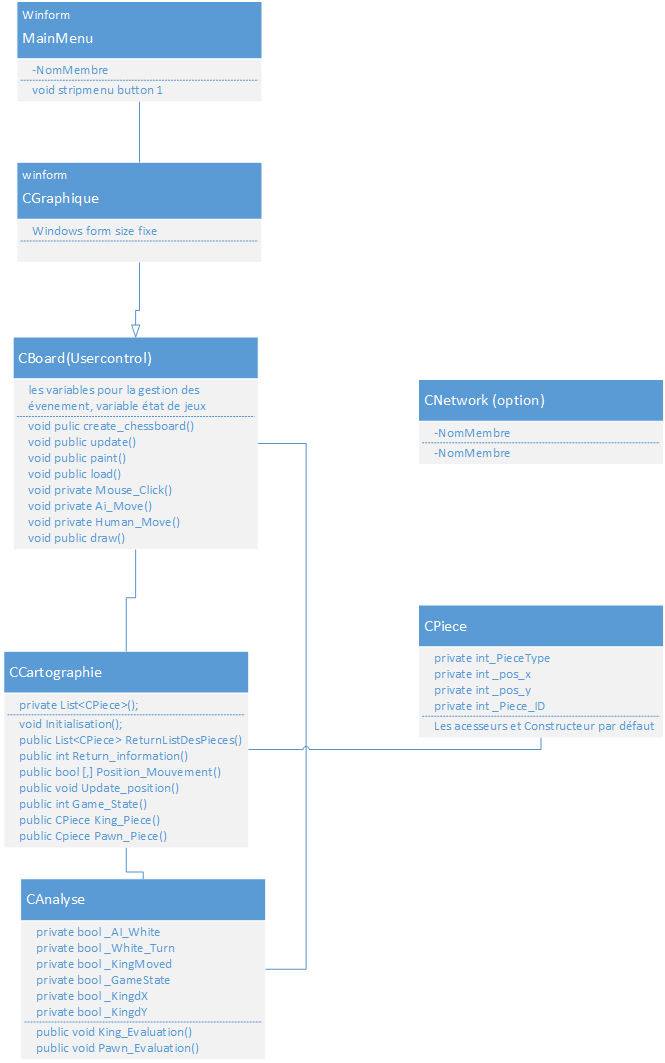 Winform
MainMenu
-NomMembre
void stripmenu button 1
winform
CGraphique
Windows form size fixe
CBoard(Usercontrol)
les variables pour la gestion des
évenement, variable état de jeux
void pulic create_chessboard()
void public update()
void public paint()
void public load()
void private Mouse_Click()
void private Ai_Move()
void private Human_Move()
void public draw()
CNetwork (option)
-NomMembre
-NomMembre
CPiece
private int_PieceType
private int _pos_x
private int _pos_y
private int _Piece_ID
Les acesseurs et Constructeur par défaut
CCartographie
private List<CPiece>();
void Initialisation();
public List<CPiece> ReturnListDesPieces()
public int Return_information()
public bool [,] Position_Mouvement()
public void Update_position()
public int Game_State()
public CPiece King_Piece()
public Cpiece Pawn_Piece()
CAnalyse
private bool _AI_White
private bool _White_Turn
private bool _KingMoved
private bool _GameState
private bool _KingdX
private bool _KingdY
public void King_Evaluation()
public void Pawn_Evaluation()